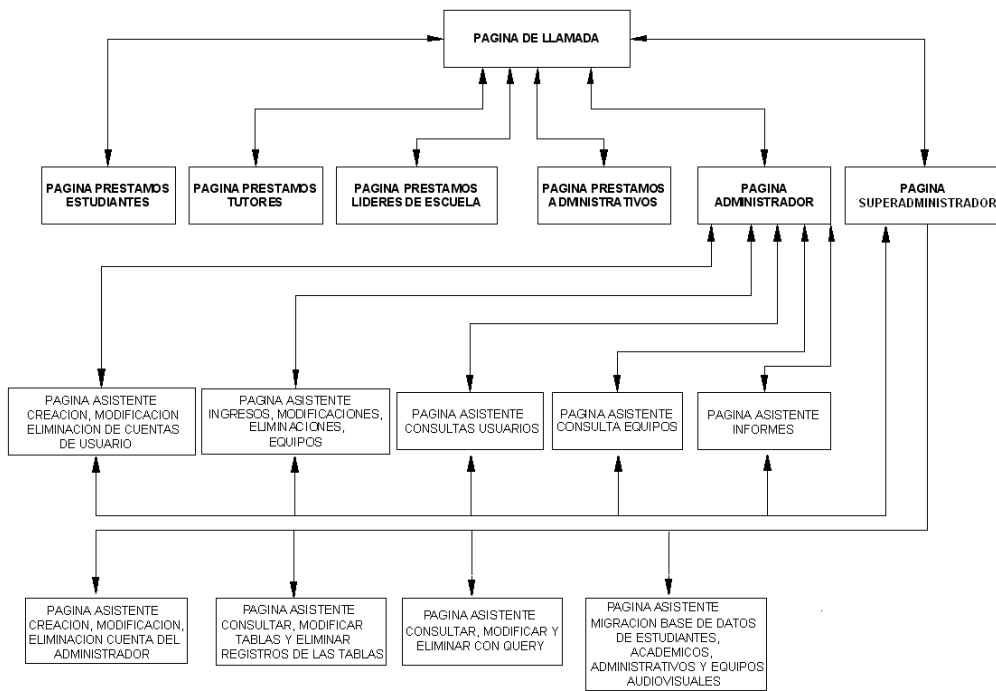 PAGINA DE LLAMADA
PAGINA PRESTAMOS
ESTUDIANTES
PAGINA PRESTAMOS
TUTORES
PAGINA PRESTAMOS
LIDERES DE ESCUELA
PAGINA PRESTAMOS
ADMINISTRATIVOS
PAGINA
ADMINISTRADOR
PAGINA
SUPERADMINISTRADOR
PAGINA ASISTENTE
CREACION, MODIFICACION
ELIMINACION DE CUENTAS
DE USUARIO
PAGINA ASISTENTE
INGRESOS, MODIFICACIONES,
ELIMINACIONES,
EQUIPOS
PAGINA ASISTENTE
CONSULTAS USUARIOS
PAGINA ASISTENTE
CONSULTA EQUIPOS
PAGINA ASISTENTE
INFORMES
PAGINA ASISTENTE
CREACION, MODIFICACION,
ELIMINACION CUENTA DEL
ADMINISTRADOR
PAGINA ASISTENTE
CONSULTAR, MODIFICAR
TABLAS Y ELIMINAR
REGISTROS DE LAS TABLAS
PAGINA ASISTENTE
CONSULTAR, MODIFICAR Y
ELIMINAR CON QUERY
PAGINA ASISTENTE
MIGRACION BASE DE DATOS
DE ESTUDIANTES,
ACADEMICOS,
ADMINISTRATIVOS Y EQUIPOS
AUDIOVISUALES